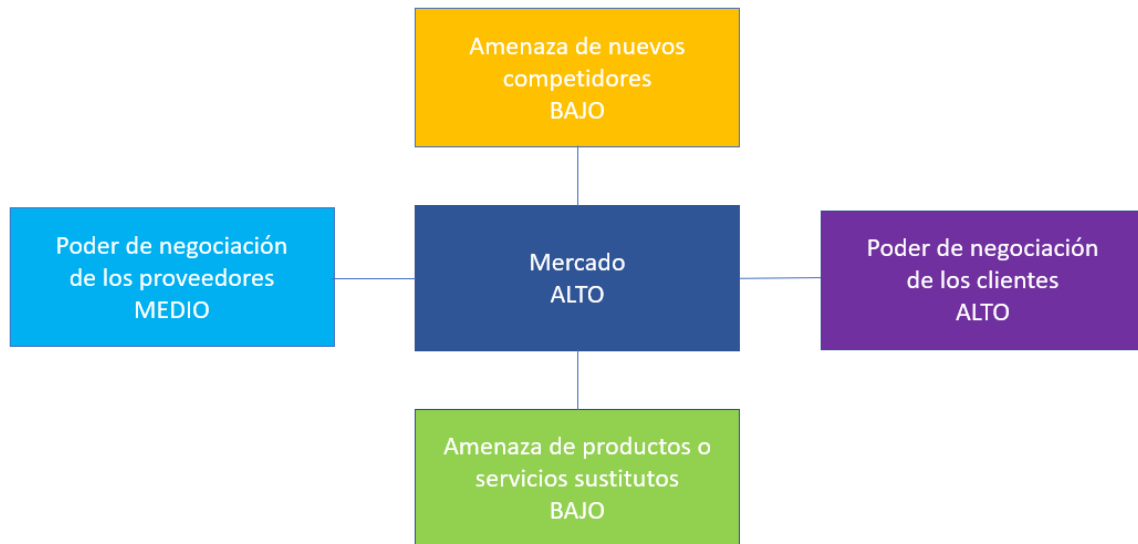 Amenaza de nuevos
competidores
BAJO
Poder de negociación
de los proveedores
MEDIO
Mercado
ALTO
Poder de negociación
de los clientes
ALTO
Amenaza de productos o
servicios sustitutos
BAJO